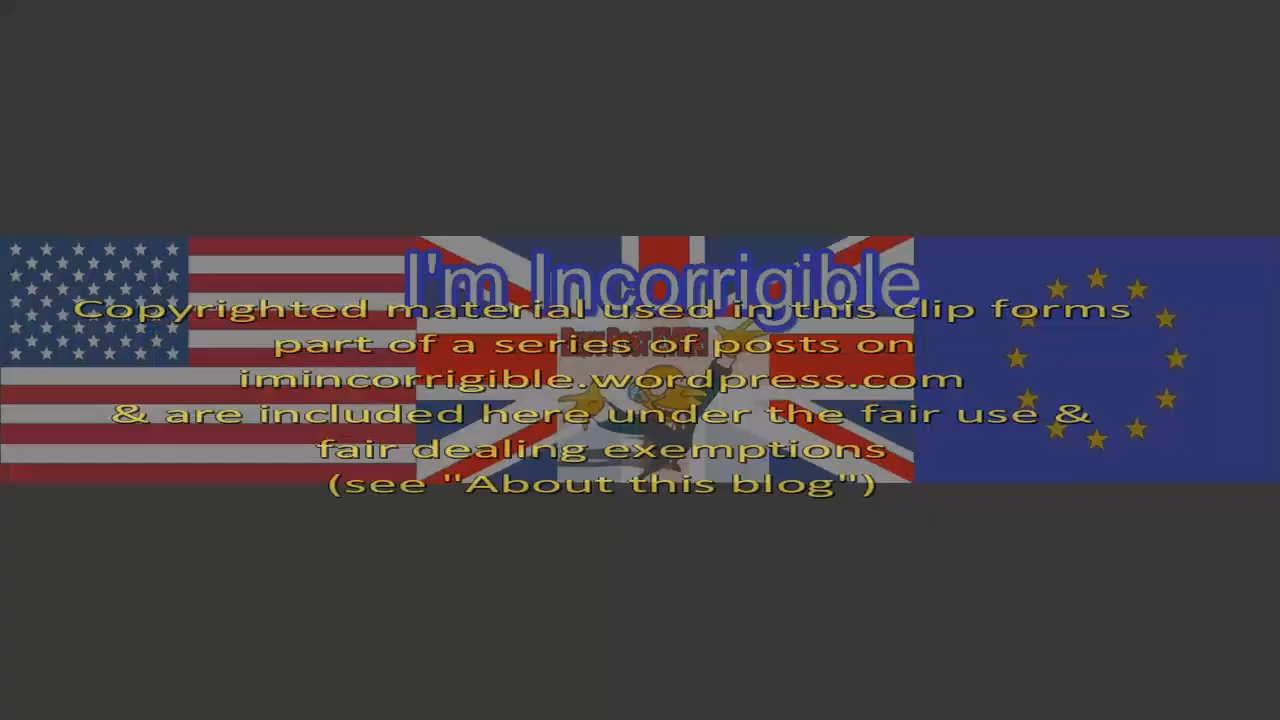 I'm Incorrigible
Copyrighted material used in this clip forms
part of a series of posts on
imincorrigible.wordpress.com
& are included here under the fair use &
fair dealing exemptions
(see "About this blog")